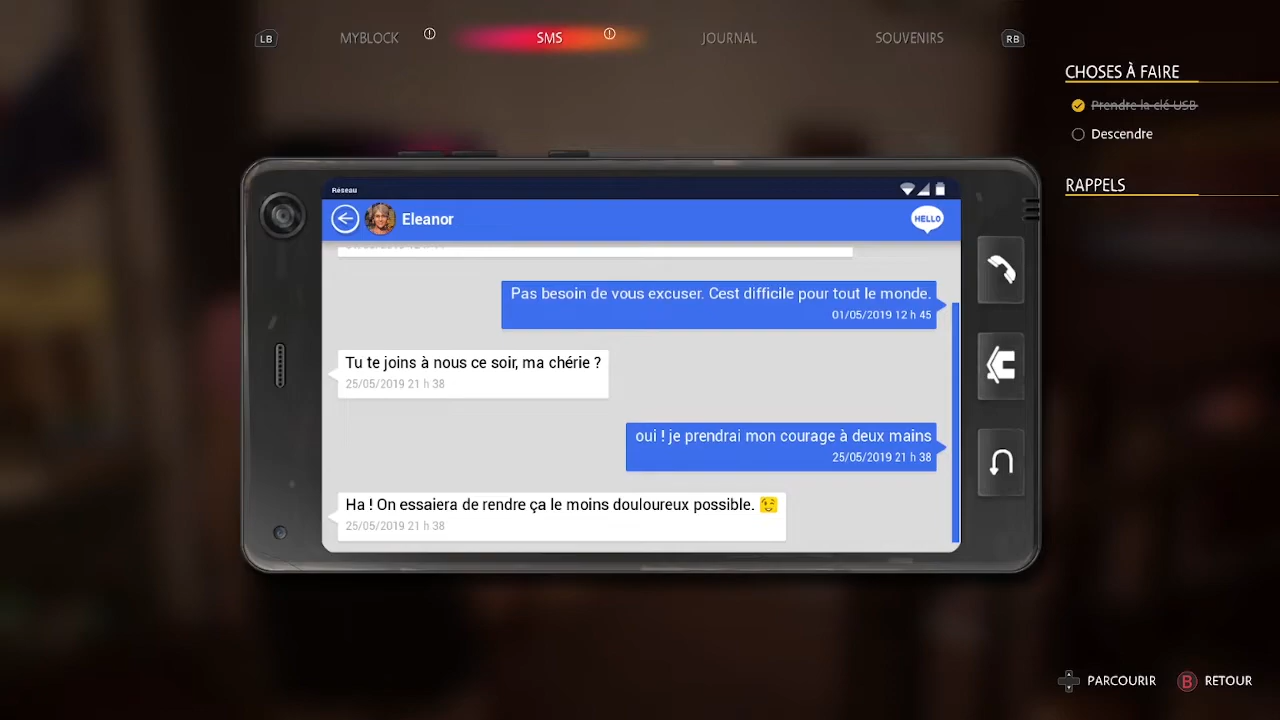 LB
MYBLOCK
SMS
JOURNAL
SOUVENIRS
RB
CHOSES À FAIRE
Prendre la clé USB
Descendre
RAPPELS
Réseau
Eleanor
HELLO
Pas besoin de vous excuser. Cest difficile pour tout le monde.
01/05/2019 12 h 45
Tu te joins à nous ce soir, ma chérie ?
25/05/2019 21 h 38
oui ! je prendrai mon courage à deux mains
25/05/2019 21 h 38
Ha ! On essaiera de rendre ça le moins douloureux possible. 😉
25/05/2019 21 h 38
PARCOURIR
B RETOUR